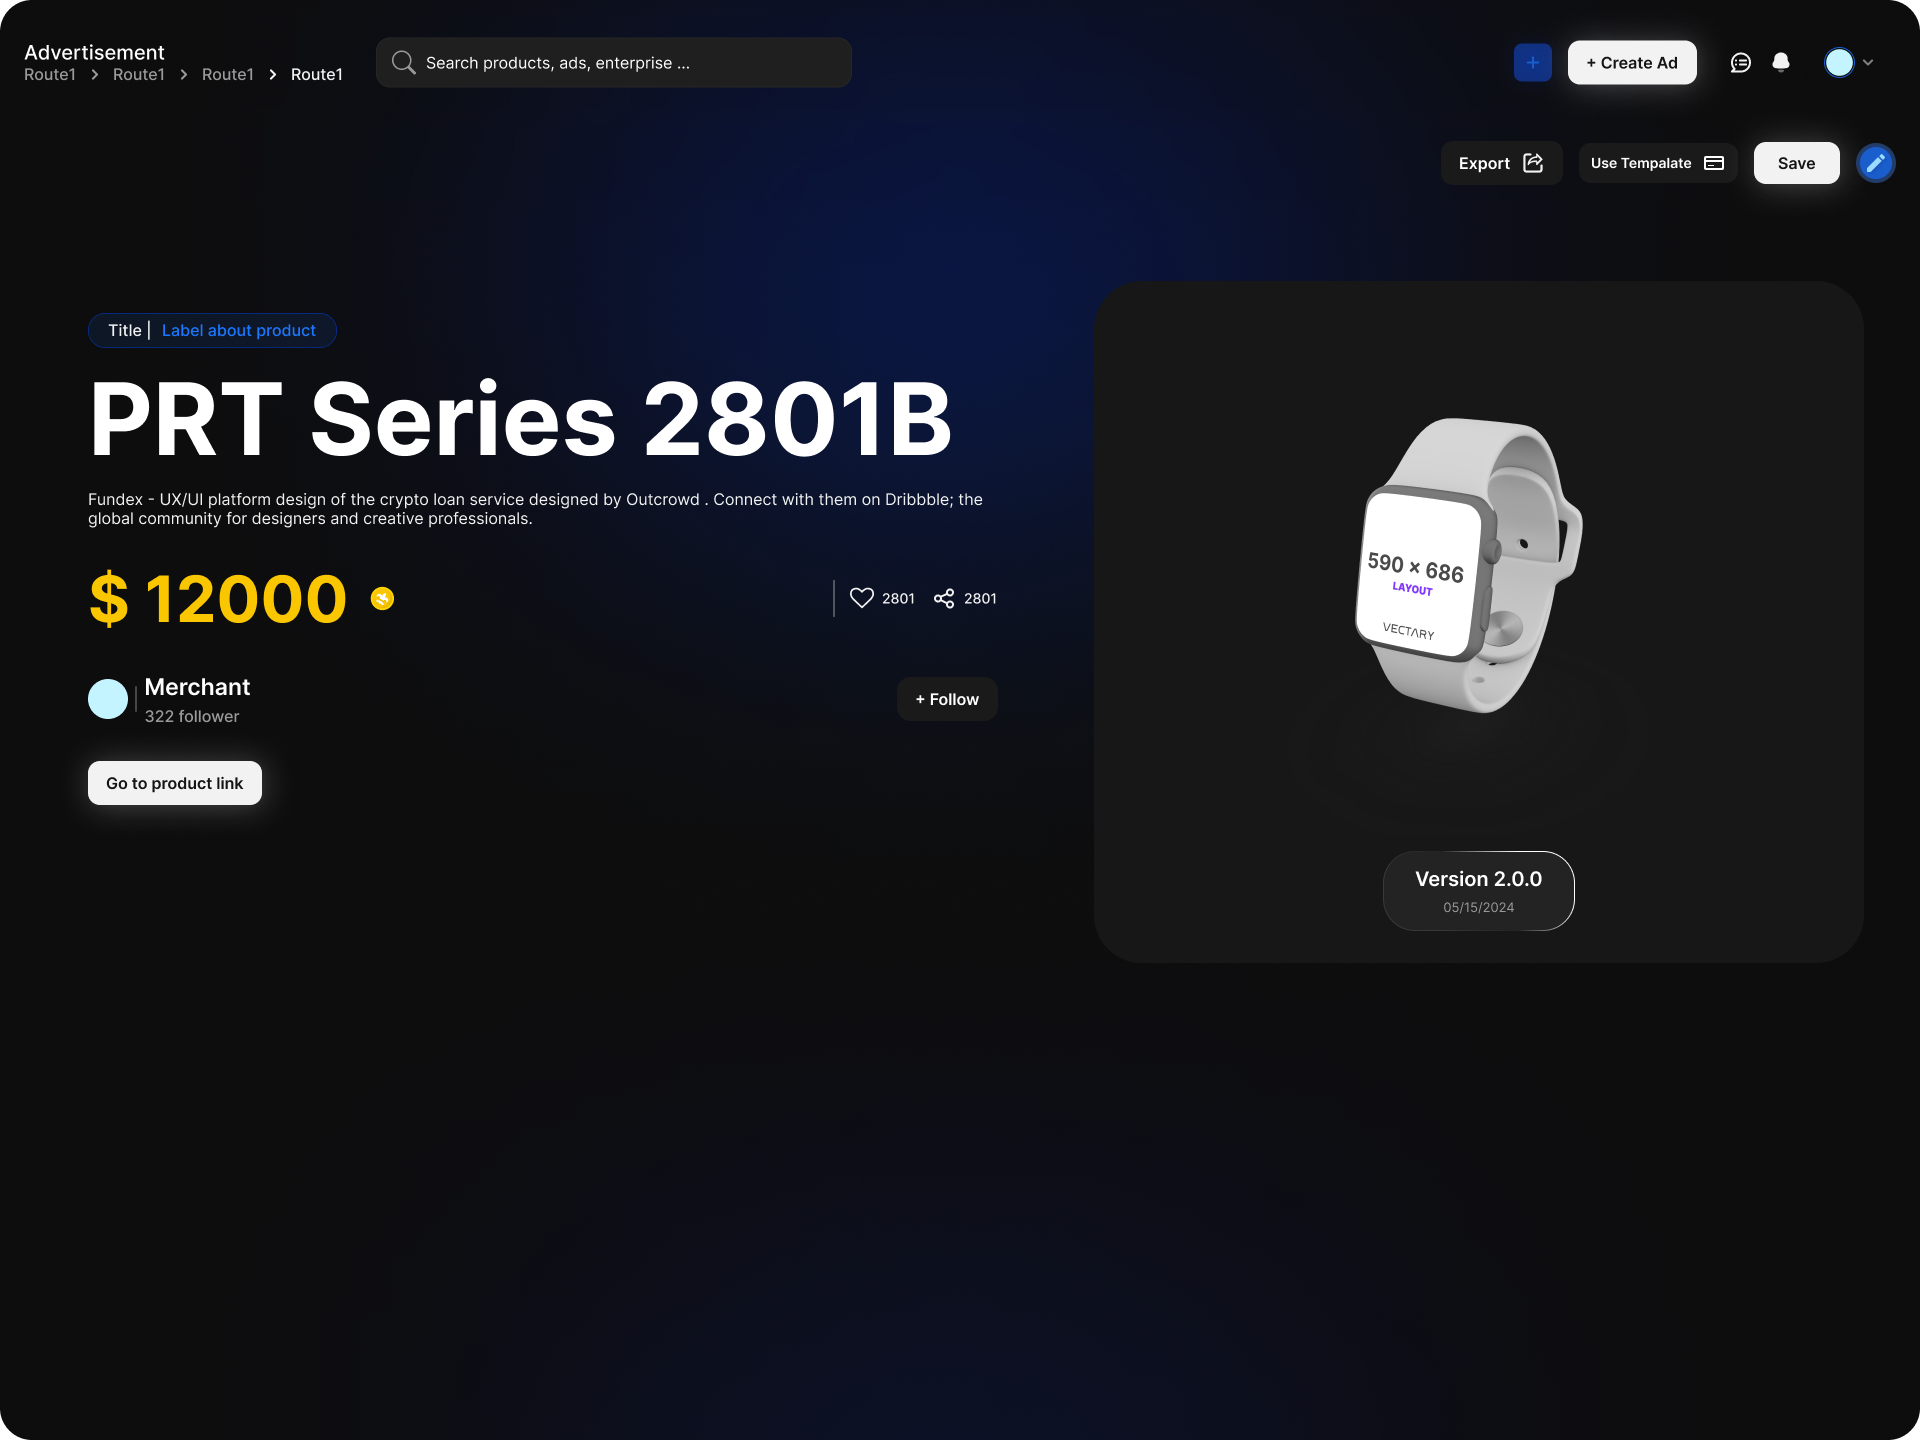 Advertisement
Route1 Route1 Route1 Route1
Search products, ads, enterprise ...
+ Create Ad
Export
Use Tempalate
Save
Title | Label about product
PRT Series 2801B
Fundex - UX/UI platform design of the crypto loan service designed by Outcrowd . Connect with them on Dribbble; the
global community for designers and creative professionals.
$ 12000
2801
2801
Merchant
322 follower
+ Follow
Go to product link
590 × 686
LAYOUT
VECTARY
Version 2.0.0
05/15/2024